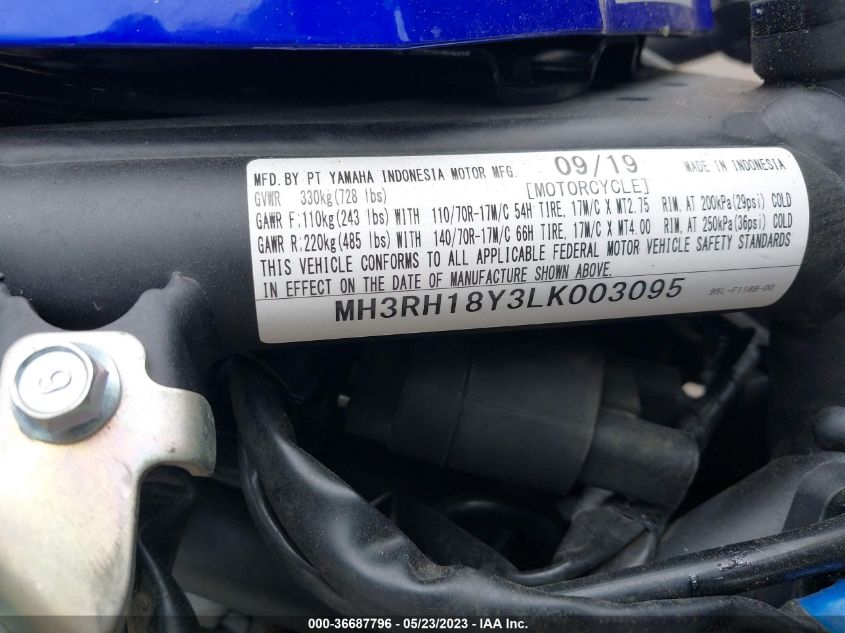 MFD. BY PT YAMAHA INDONESIA MOTOR MFG. 09/19 MADE IN INDONESIA
GVWR 330kg(728 lbs) [MOTORCYCLE]
GAWR F:110kg(243 lbs) WITH 110/70R-17M/C 54H TIRE, 17M/C X MT2.75 RIM, AT 200kPa(29psi) COLD
GAWR R:220kg(485 lbs) WITH 140/70R-17M/C 66H TIRE, 17M/C X MT4.00 RIM, AT 250kPa(36psi) COLD
THIS VEHICLE CONFORMS TO ALL APPLICABLE FEDERAL MOTOR VEHICLE SAFETY STANDARDS
IN EFFECT ON THE DATE OF MANUFACTURE SHOWN ABOVE.
MH3RH18Y3LK003095 B5L-F118B-00
6
000-36687796 - 05/23/2023 - IAA, Inc.